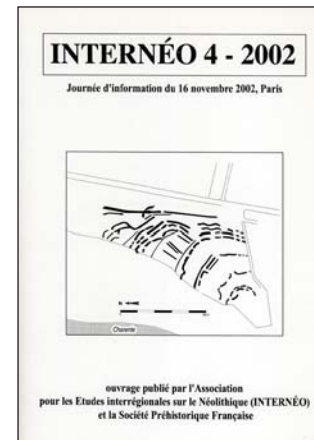 INTERNÉO 4 - 2002
Journée d'information du 16 novembre 2002, Paris
Charente
ouvrage publié par l'Association
pour les Etudes interrégionales sur le Néolithique (INTERNÉO)
et la Société Préhistorique Française